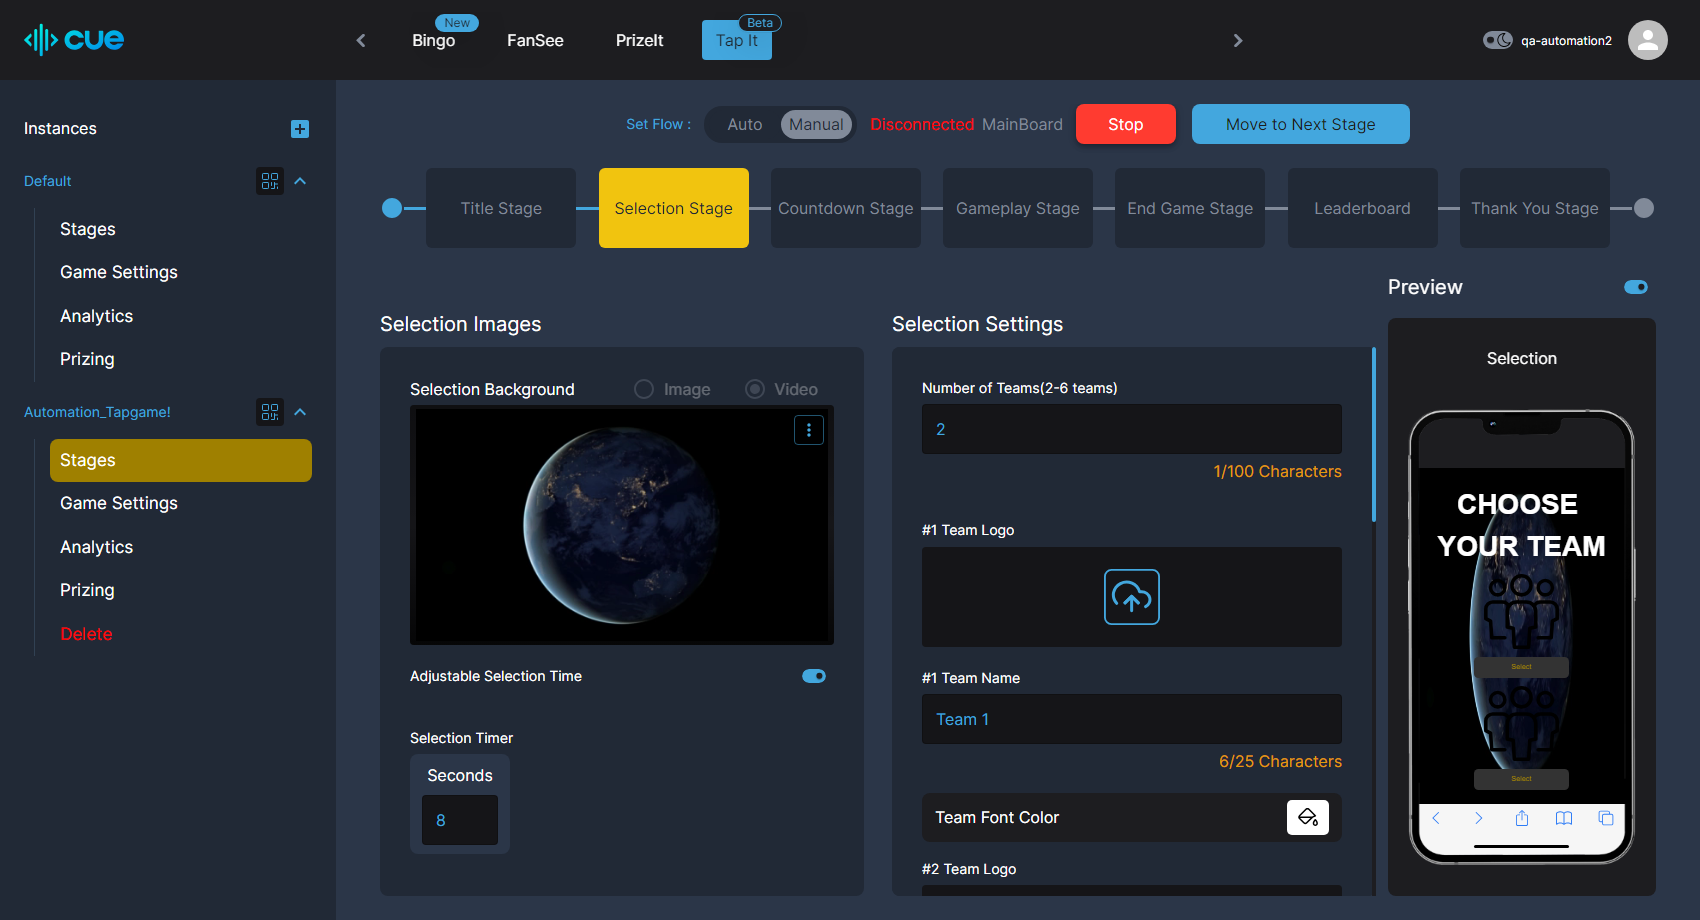 cue
Bingo
New
FanSee
PrizeIt
Tap It
Beta
qa-automation2
Instances
Default
Stages
Game Settings
Analytics
Prizing
Automation_Tapgame!
Stages
Game Settings
Analytics
Prizing
Delete
Set Flow :
Auto
Manual
Disconnected MainBoard
Stop
Move to Next Stage
Title Stage
Selection Stage
Countdown Stage
Gameplay Stage
End Game Stage
Leaderboard
Thank You Stage
Selection Images
Selection Background
Image
Video
Adjustable Selection Time
Selection Timer
Seconds
8
Selection Settings
Number of Teams(2-6 teams)
2
1/100 Characters
#1 Team Logo
#1 Team Name
Team 1
6/25 Characters
Team Font Color
#2 Team Logo
Preview
Selection
CHOOSE
YOUR TEAM
Select
Select